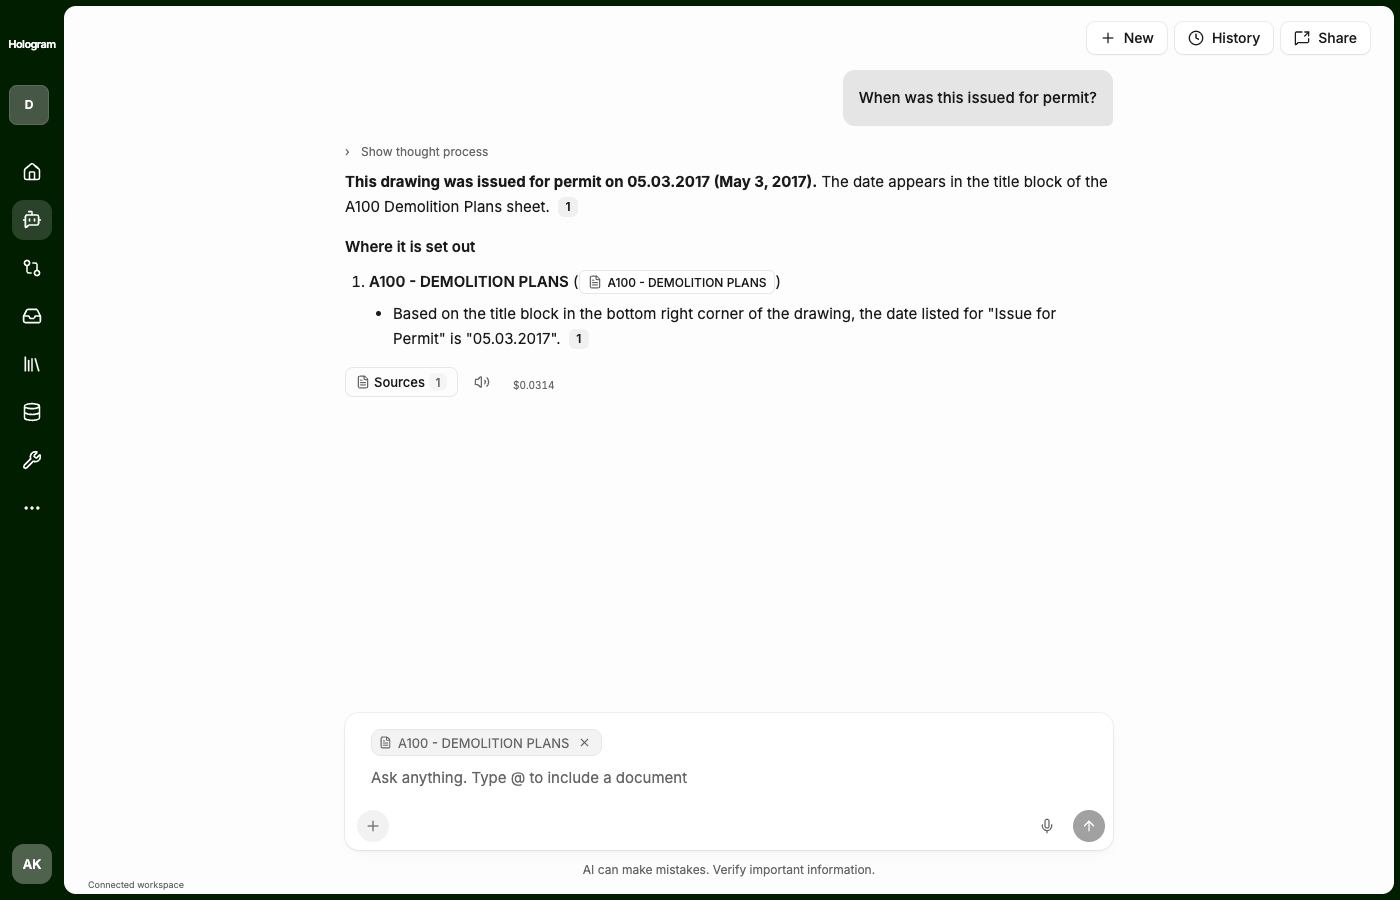 Hologram
D
New
History
Share
When was this issued for permit?
Show thought process
This drawing was issued for permit on 05.03.2017 (May 3, 2017). The date appears in the title block of the
A100 Demolition Plans sheet. 1
Where it is set out
1. A100 - DEMOLITION PLANS ( A100 - DEMOLITION PLANS )
• Based on the title block in the bottom right corner of the drawing, the date listed for "Issue for
Permit" is "05.03.2017". 1
Sources 1 $0.0314
A100 - DEMOLITION PLANS
Ask anything. Type @ to include a document
AI can make mistakes. Verify important information.
AK
Connected workspace